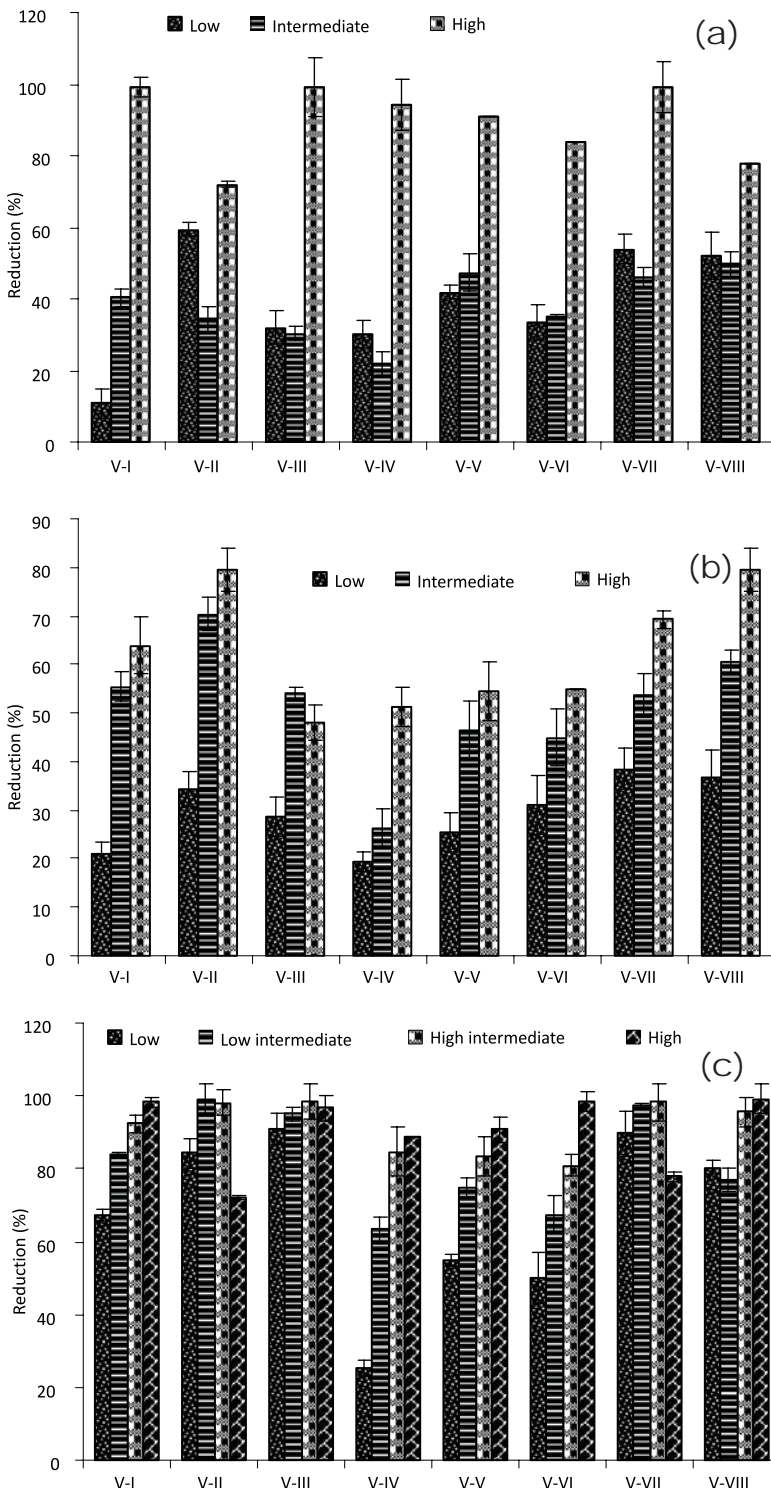 120
Low Intermediate High
(a)
100
80
60
40
20
0
Reduction (%)
V-I V-II V-III V-IV V-V V-VI V-VII V-VIII
90
80
(b)
Low Intermediate High
70
60
50
40
30
20
10
0
Reduction (%)
V-I V-II V-III V-IV V-V V-VI V-VII V-VIII
120
Low Low intermediate High intermediate High
(c)
100
80
60
40
20
0
Reduction (%)
V-I V-II V-III V-IV V-V V-VI V-VII V-VIII